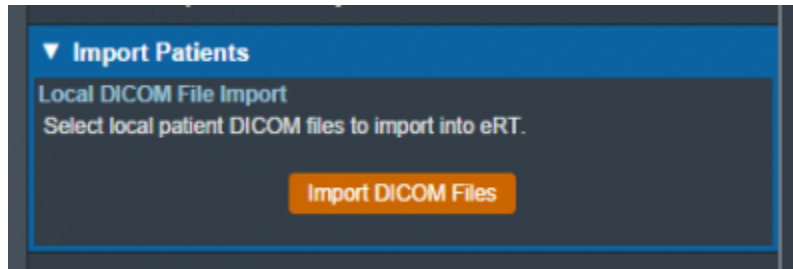 Import Patients
Local DICOM File Import
Select local patient DICOM files to import into eRT.
Import DICOM Files